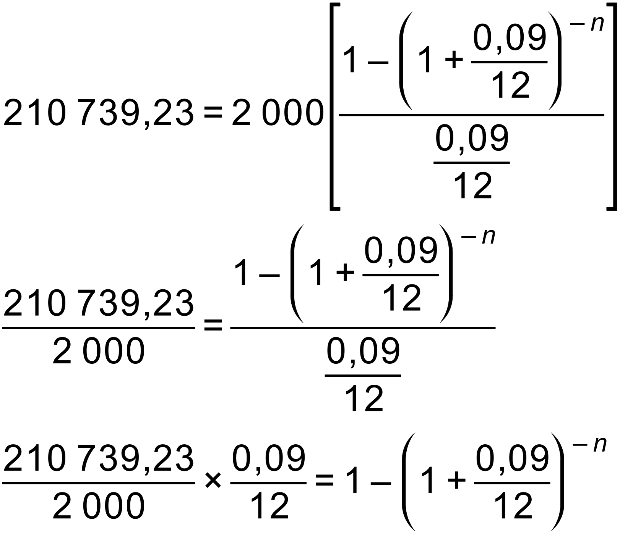 210 739,23 = 2 000 [ (1 – (1 + 0,09/12)^(–n)) / (0,09/12) ]
210 739,23 / 2 000 = (1 – (1 + 0,09/12)^(–n)) / (0,09/12)
210 739,23 / 2 000 × 0,09/12 = 1 – (1 + 0,09/12)^(–n)